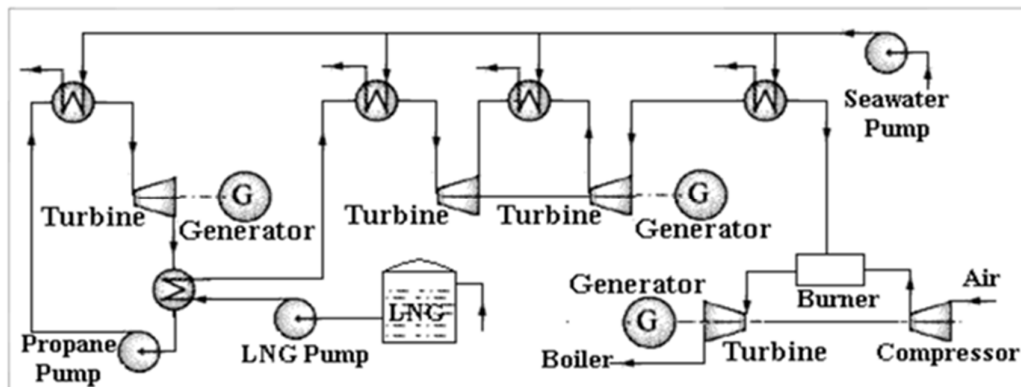 Seawater
Pump
Turbine
G
Generator
Turbine
Turbine
G
Generator
Generator
G
Burner
Air
LNG
Propane
Pump
LNG Pump
Boiler
Turbine
Compressor